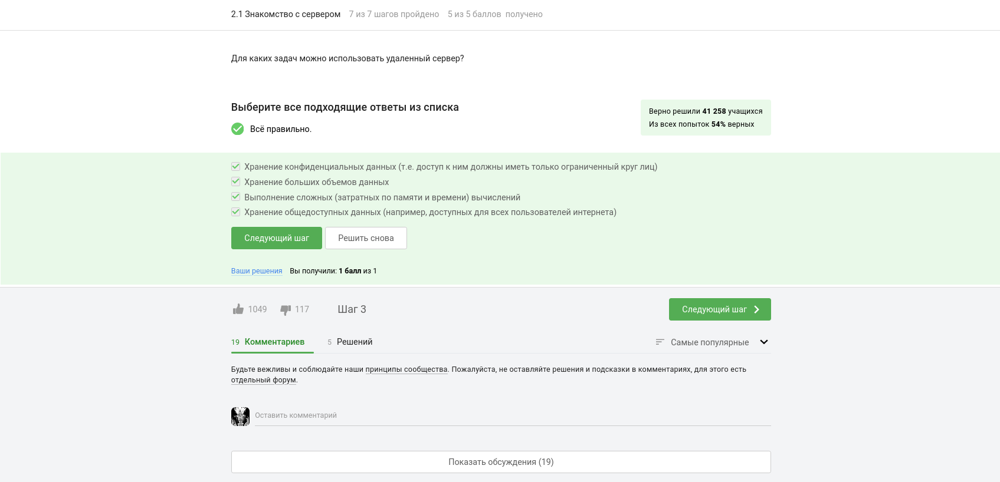 2.1 Знакомство с сервером 7 из 7 шагов пройдено 5 из 5 баллов получено
Для каких задач можно использовать удаленный сервер?
Выберите все подходящие ответы из списка
Верно решили 41 258 учащихся
Из всех попыток 54% верных
Всё правильно.
Хранение конфиденциальных данных (т.е. доступ к ним должны иметь только ограниченный круг лиц)
Хранение больших объемов данных
Выполнение сложных (затратных по памяти и времени) вычислений
Хранение общедоступных данных (например, доступных для всех пользователей интернета)
Следующий шаг Решить снова
Ваши решения Вы получили: 1 балл из 1
1049 117 Шаг 3 Следующий шаг
19 Комментариев 5 Решений Самые популярные
Будьте вежливы и соблюдайте наши принципы сообщества. Пожалуйста, не оставляйте решения и подсказки в комментариях, для этого есть
отдельный форум.
Оставить комментарий
Показать обсуждения (19)